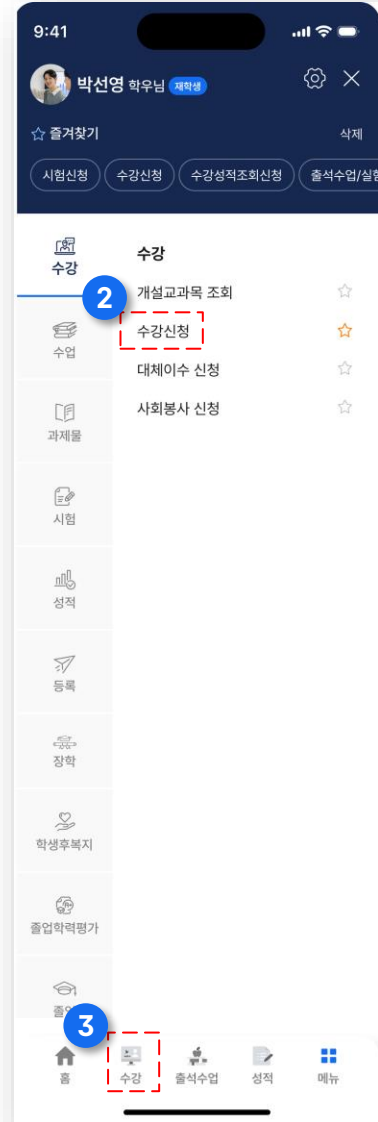 9:41
박선영 학우님 재학생
즐겨찾기 삭제
시험신청 수강신청 수강성적조회신청 출석수업/실험
수강
수업
과제물
시험
성적
등록
장학
학생후복지
졸업학력평가
수강
개설교과목 조회
2
수강신청
대체이수 신청
사회봉사 신청
3
홈 수강 출석수업 성적 메뉴